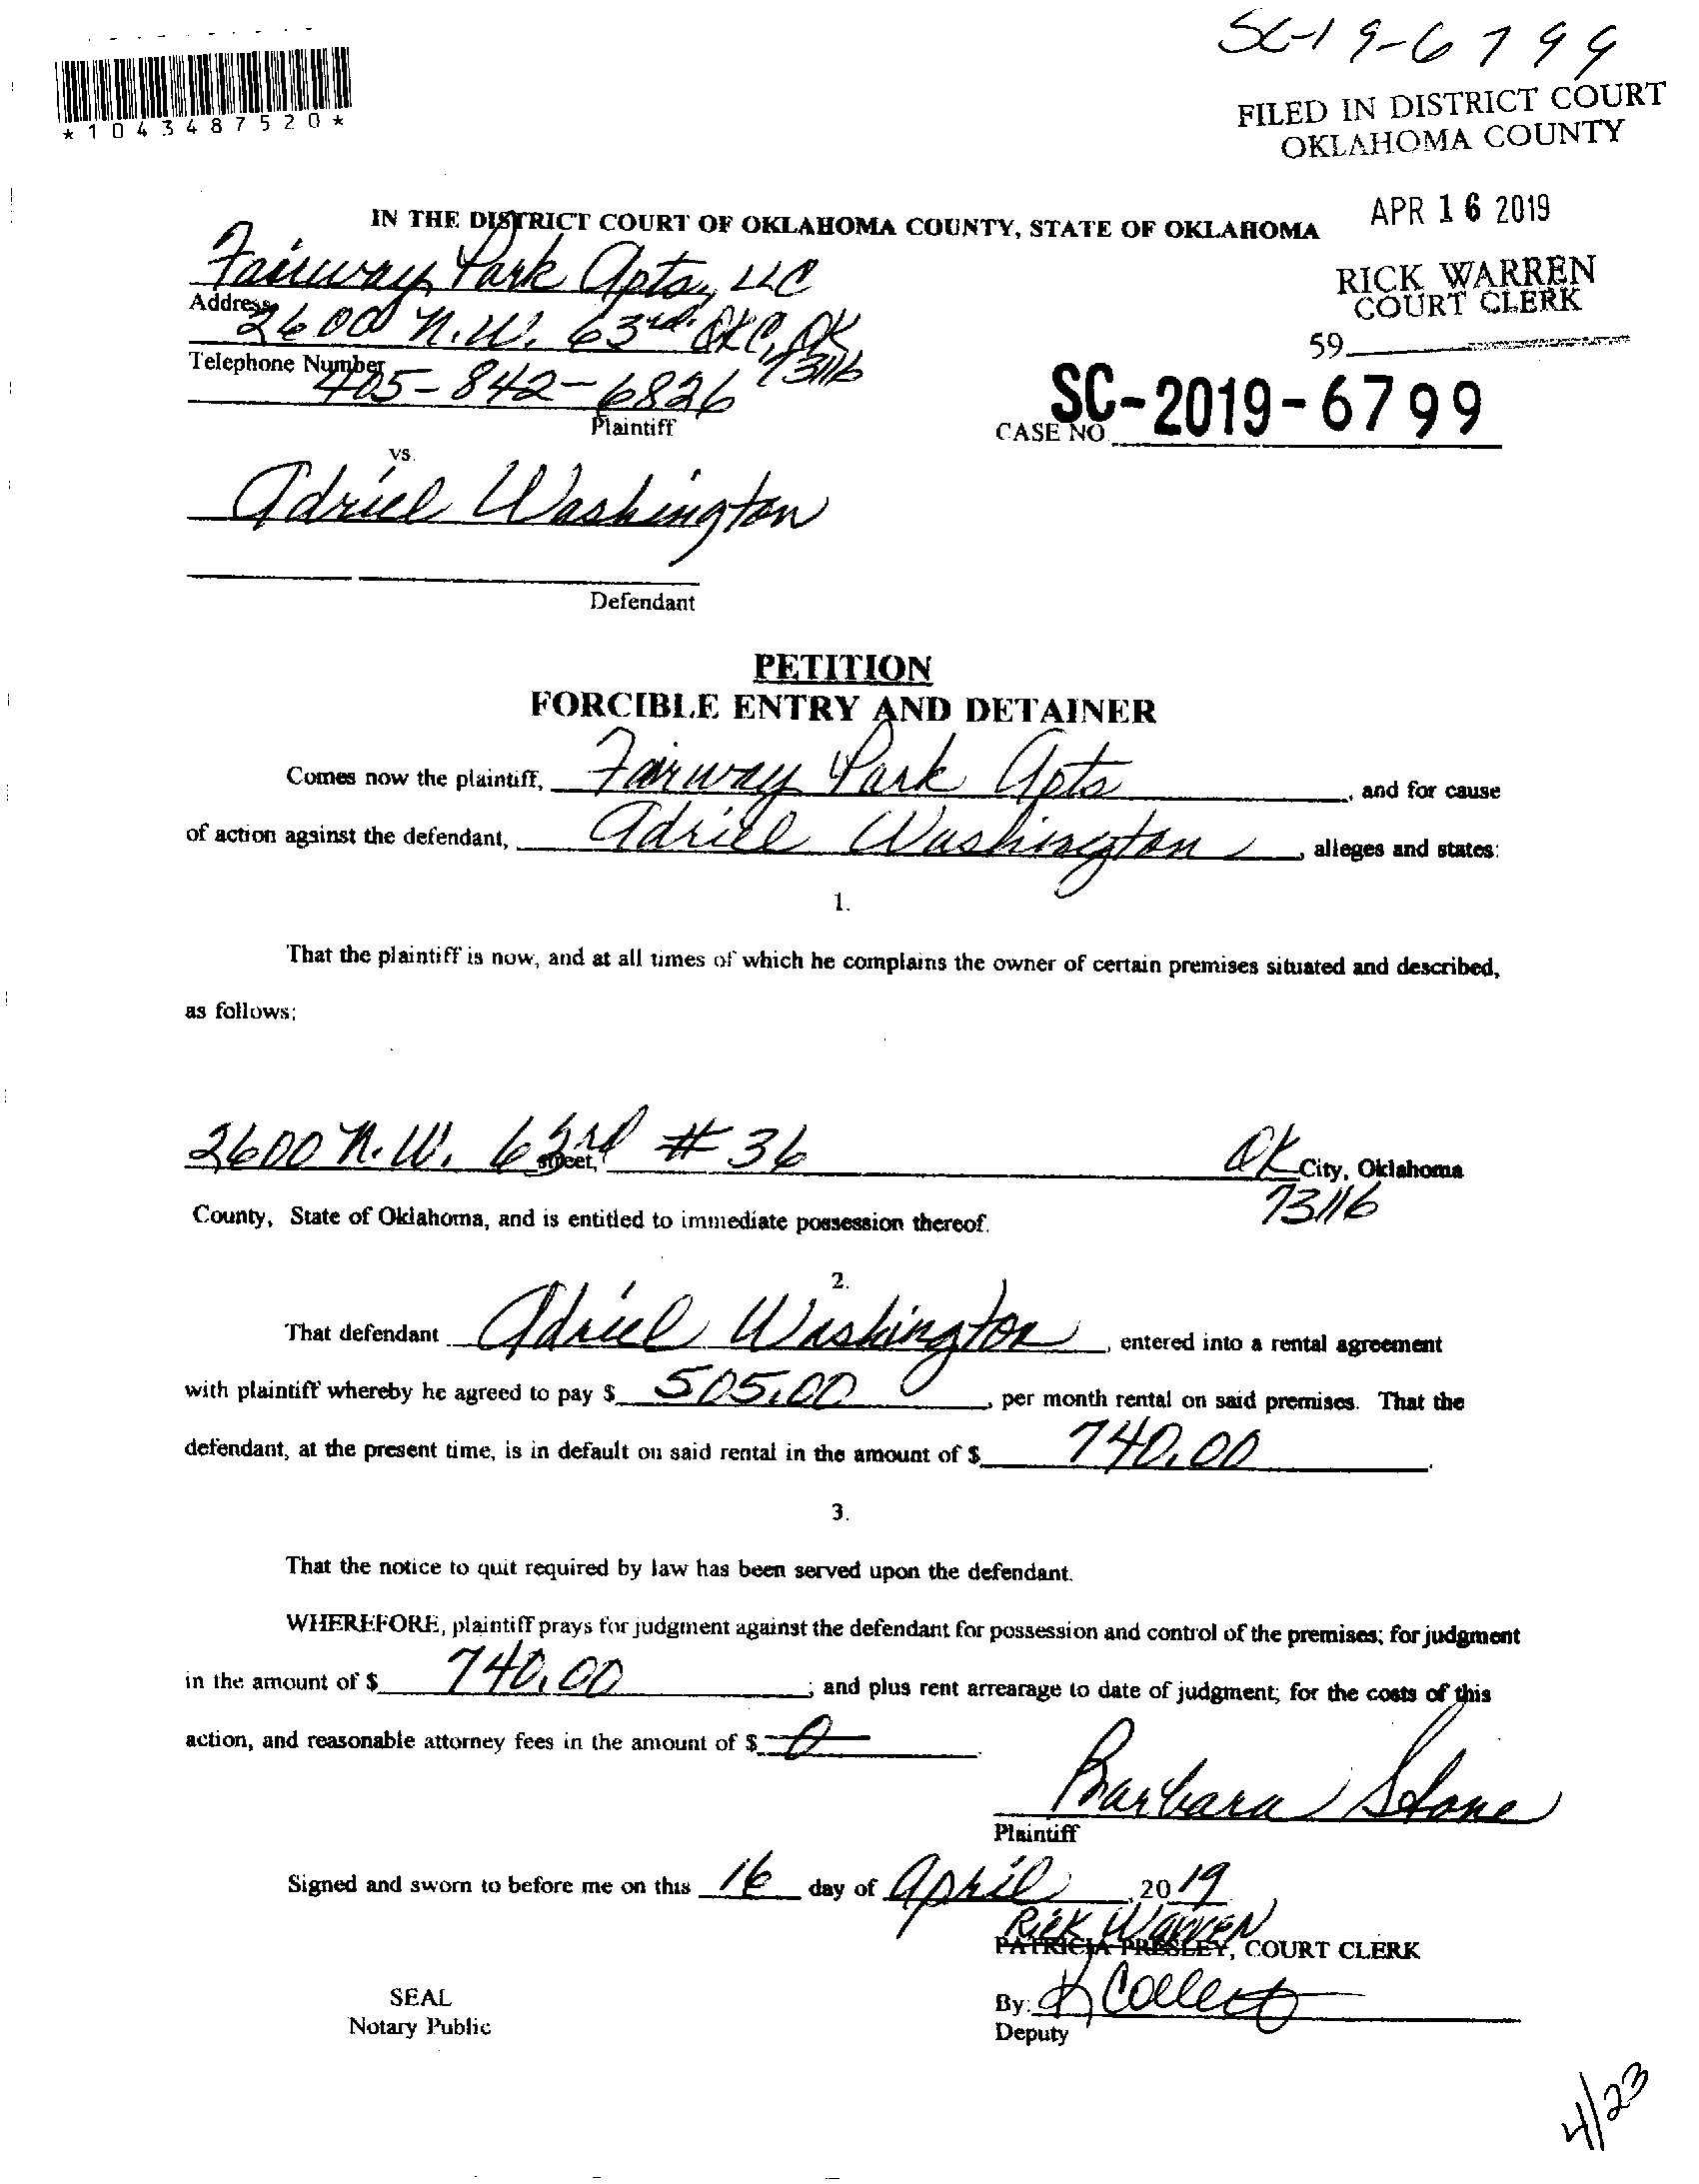 SC-19-6799
*1043487520*
FILED IN DISTRICT COURT
OKLAHOMA COUNTY
APR 16 2019
RICK WARREN
COURT CLERK
59
IN THE DISTRICT COURT OF OKLAHOMA COUNTY, STATE OF OKLAHOMA
Fairway Park Apts, LLC
Address
2600 N.W. 63rd. OKC, OK
73116
Telephone Number
405-842-6826
Plaintiff
SC-2019-6799
CASE NO.
vs.
Adriel Washington
Defendant
PETITION
FORCIBLE ENTRY AND DETAINER
Comes now the plaintiff, Fairway Park Apts, and for cause
of action against the defendant, Adriel Washington, alleges and states:
1.
That the plaintiff is now, and at all times of which he complains the owner of certain premises situated and described,
as follows:
2600 N.W. 63rd street, # 36 OK City, Oklahoma
73116
County, State of Oklahoma, and is entitled to immediate possession thereof.
2.
That defendant Adriel Washington, entered into a rental agreement
with plaintiff whereby he agreed to pay $ 505.00, per month rental on said premises. That the
defendant, at the present time, is in default on said rental in the amount of $ 740.00.
3.
That the notice to quit required by law has been served upon the defendant.
WHEREFORE, plaintiff prays for judgment against the defendant for possession and control of the premises; for judgment
in the amount of $ 740.00; and plus rent arrearage to date of judgment; for the costs of this
action, and reasonable attorney fees in the amount of $ 0.
Barbara Stone
Plaintiff
Signed and sworn to before me on this 16 day of April, 2019
Rick Warren
PATRICIA PRESLEY, COURT CLERK
SEAL
Notary Public
By: K Collett
Deputy
4/23